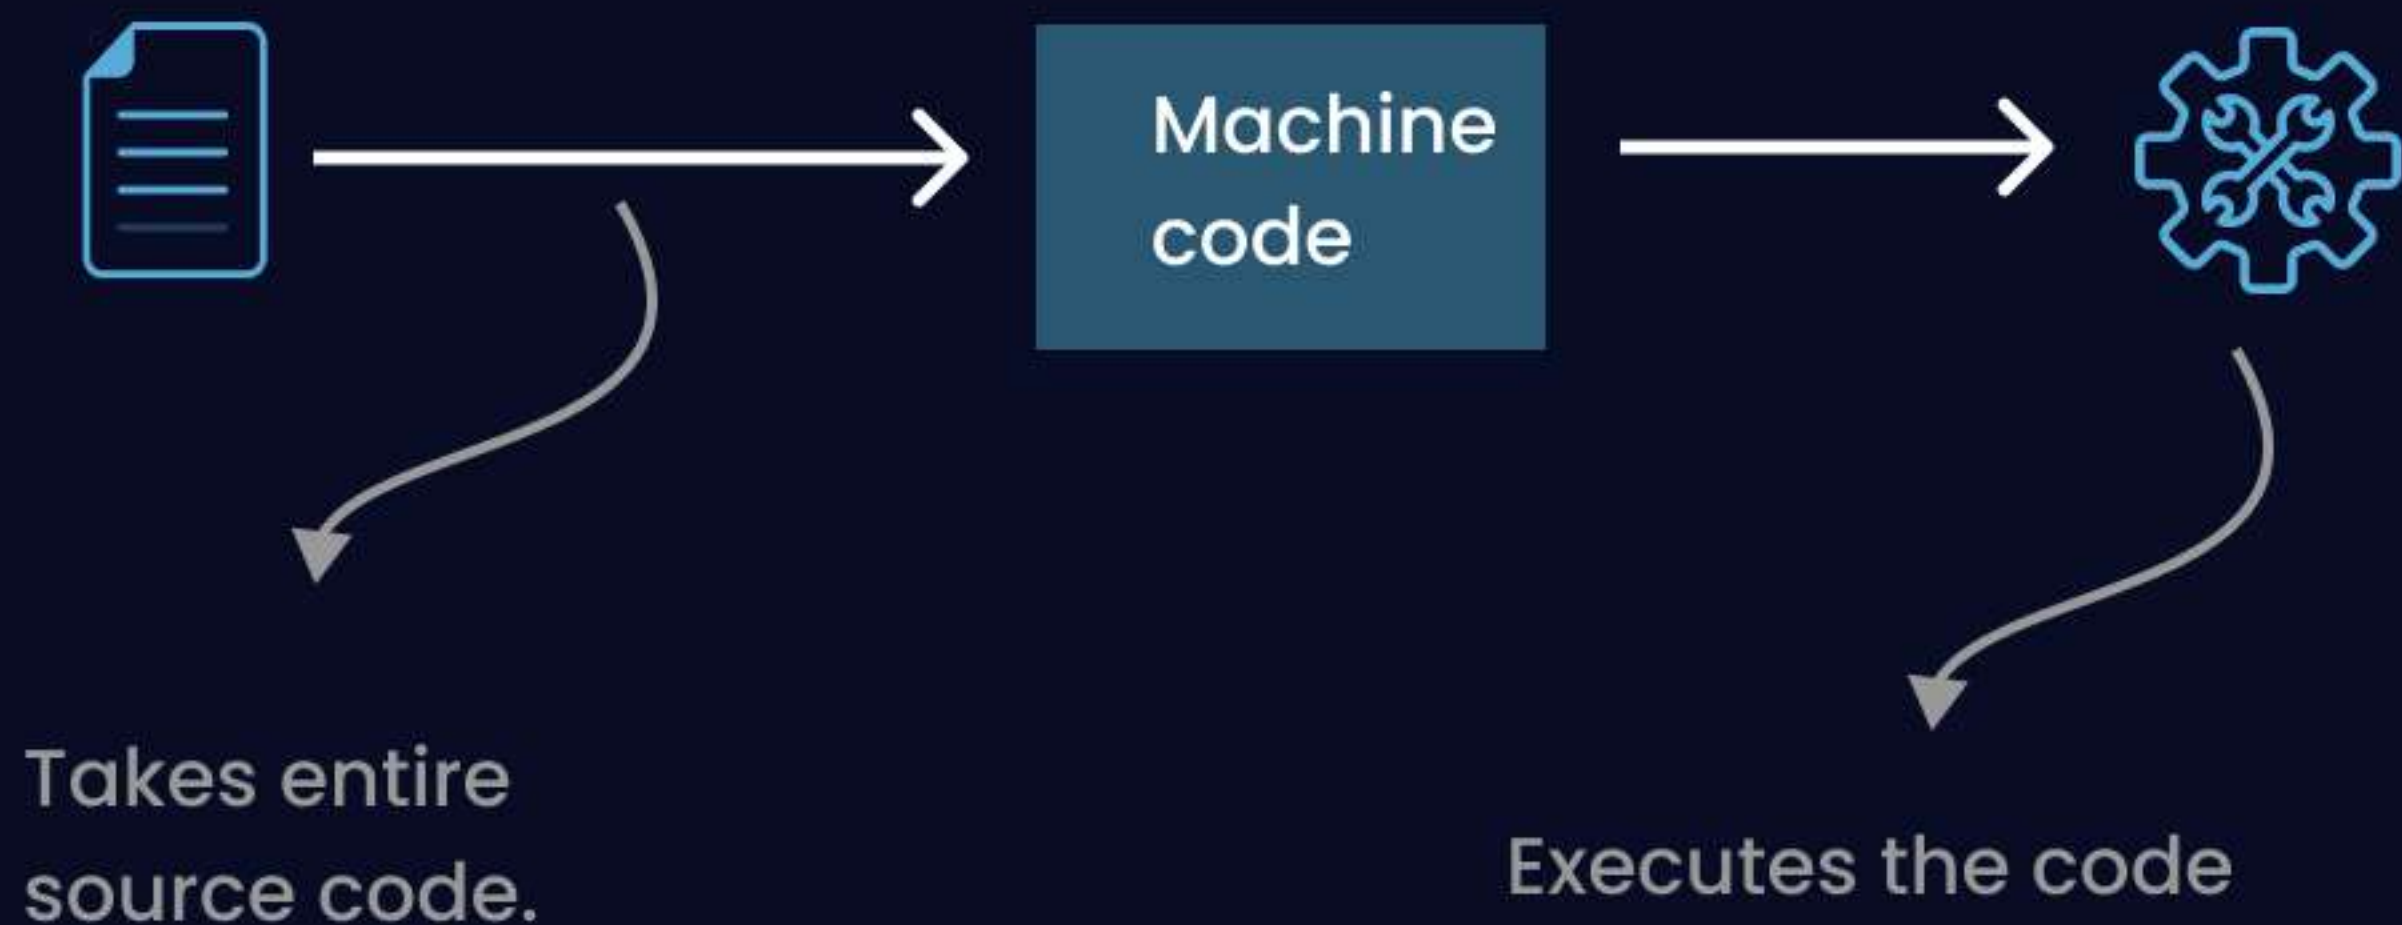 Machine
code
Takes entire
source code.
Executes the code